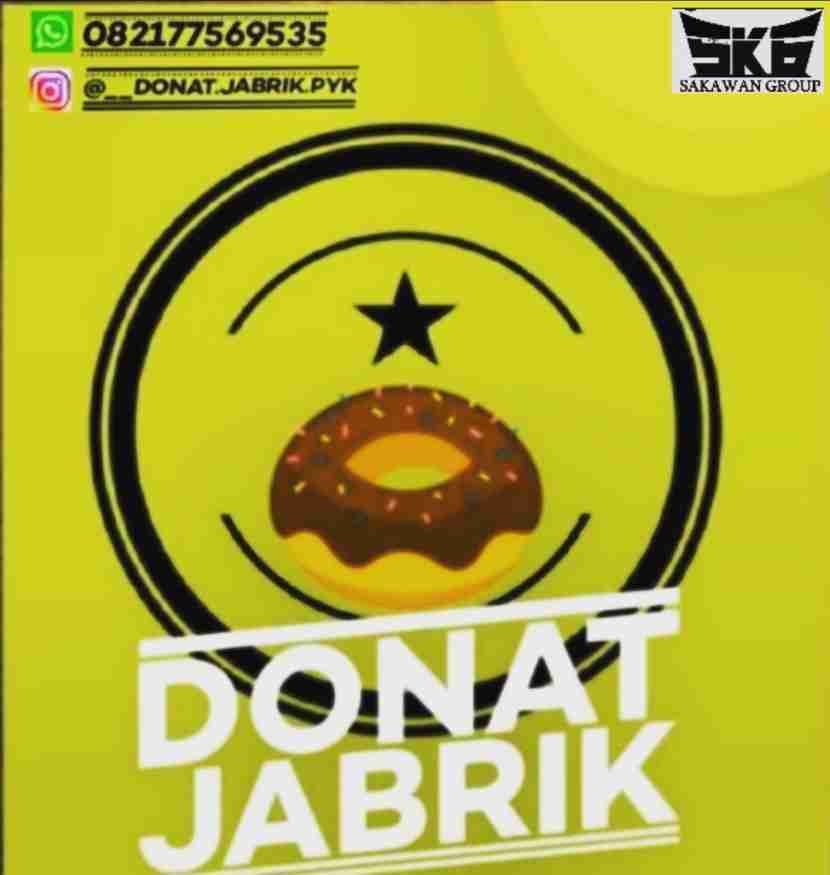 082177569535
@__DONAT.JABRIK.PYK
SKG
SAKAWAN GROUP
DONAT
JABRIK